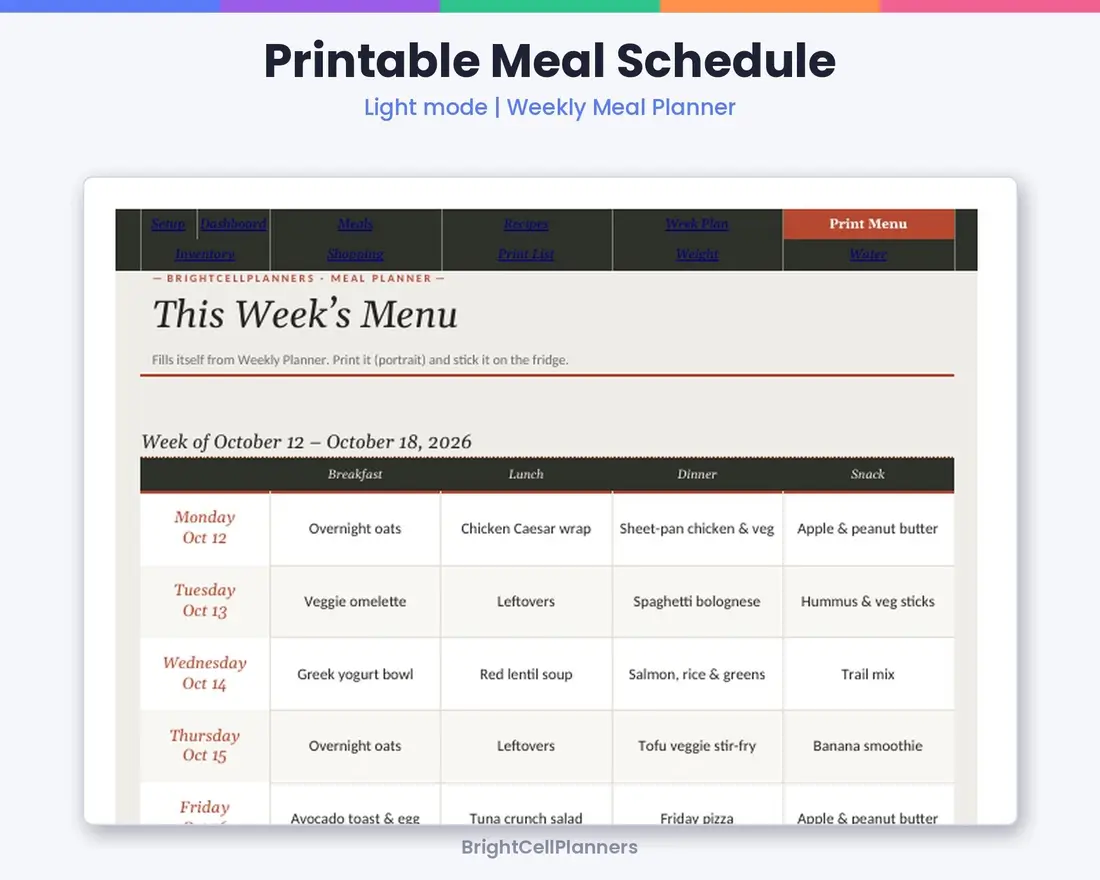 Printable Meal Schedule
Light mode | Weekly Meal Planner
Setup Dashboard Meals Recipes Week Plan Print Menu
Inventory Shopping Print List Weight Water
— BRIGHTCELLPLANNERS · MEAL PLANNER —
This Week’s Menu
Fills itself from Weekly Planner. Print it (portrait) and stick it on the fridge.
Week of October 12 – October 18, 2026
Breakfast Lunch Dinner Snack
Monday
Oct 12
Overnight oats Chicken Caesar wrap Sheet-pan chicken & veg Apple & peanut butter
Tuesday
Oct 13
Veggie omelette Leftovers Spaghetti bolognese Hummus & veg sticks
Wednesday
Oct 14
Greek yogurt bowl Red lentil soup Salmon, rice & greens Trail mix
Thursday
Oct 15
Overnight oats Leftovers Tofu veggie stir-fry Banana smoothie
Friday
Avocado toast & egg Tuna crunch salad Friday pizza Apple & peanut butter
BrightCellPlanners